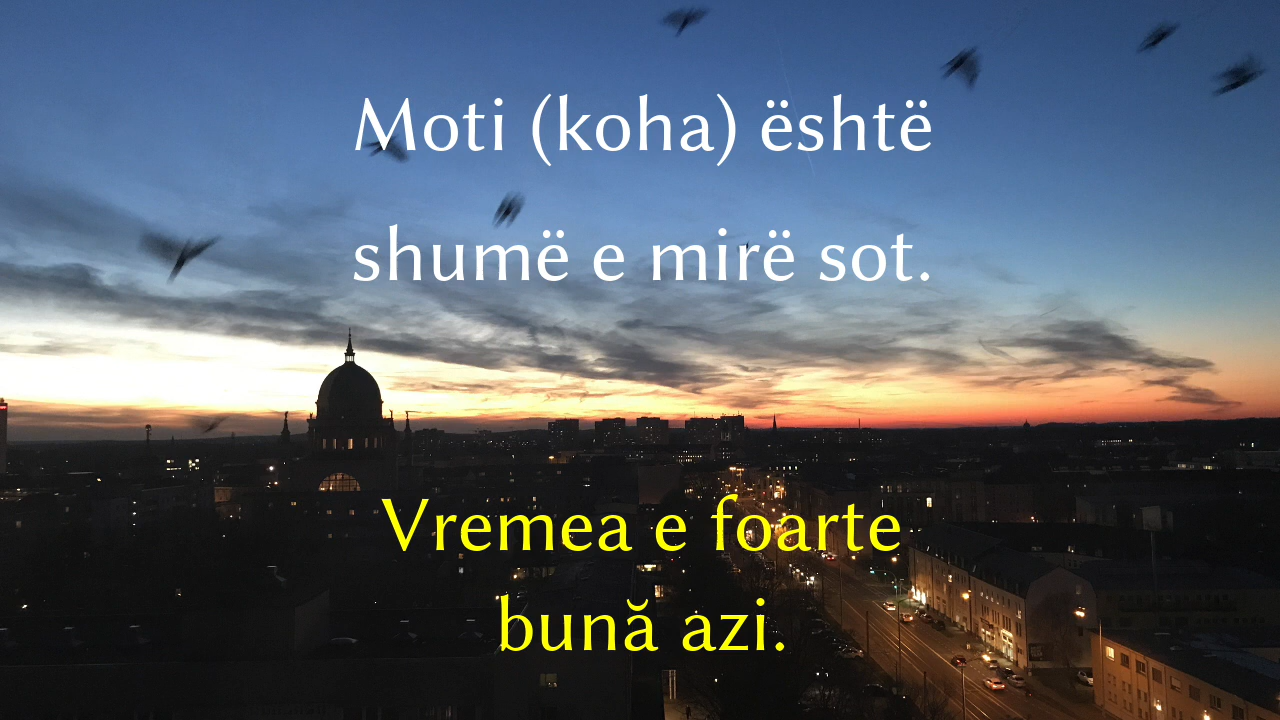 Moti (koha) është
shumë e mirë sot.
Vremea e foarte
bună azi.